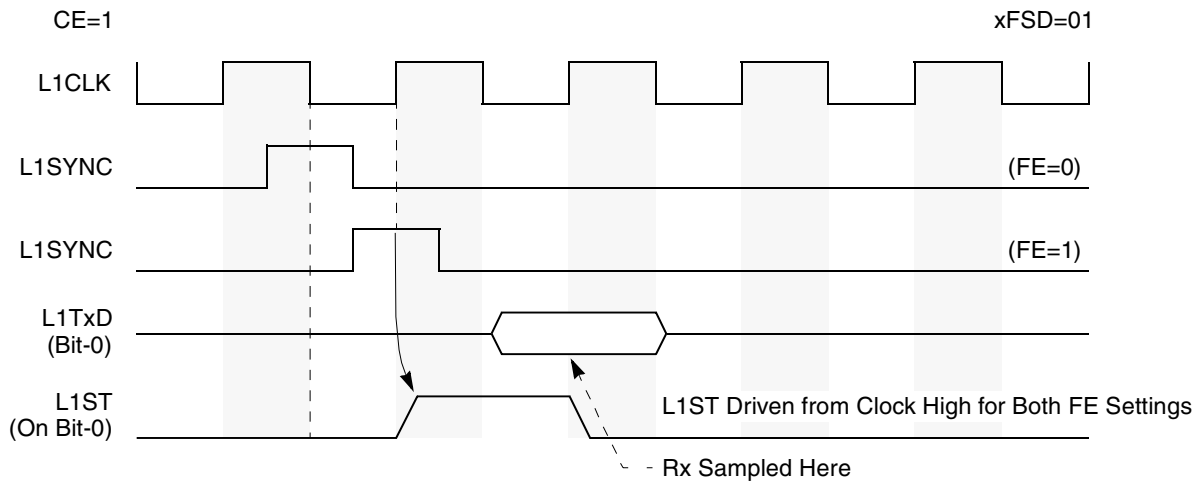 CE=1
xFSD=01
L1CLK
L1SYNC
(FE=0)
L1SYNC
(FE=1)
L1TxD
(Bit-0)
L1ST
(On Bit-0)
L1ST Driven from Clock High for Both FE Settings
Rx Sampled Here